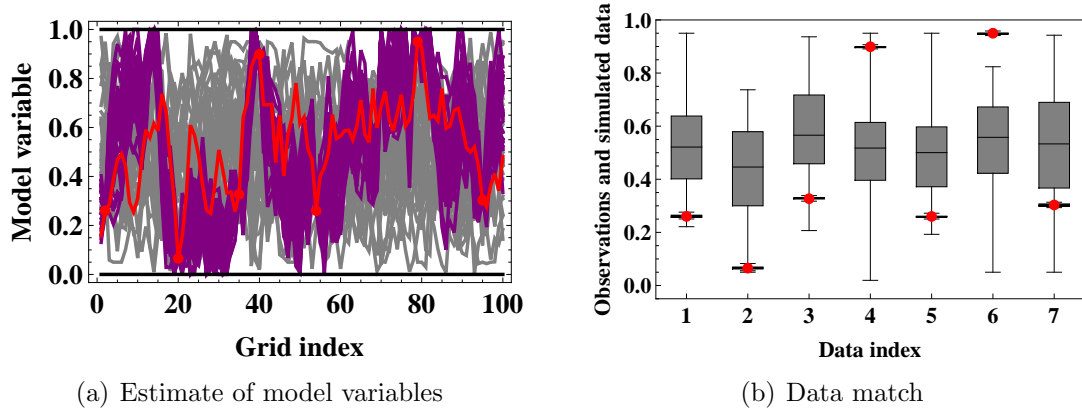 1.0
0.8
0.6
0.4
0.2
0.0
Model variable
0 20 40 60 80 100
Grid index
(a) Estimate of model variables
1.0
0.8
0.6
0.4
0.2
0.0
Observations and simulated data
1 2 3 4 5 6 7
Data index
(b) Data match